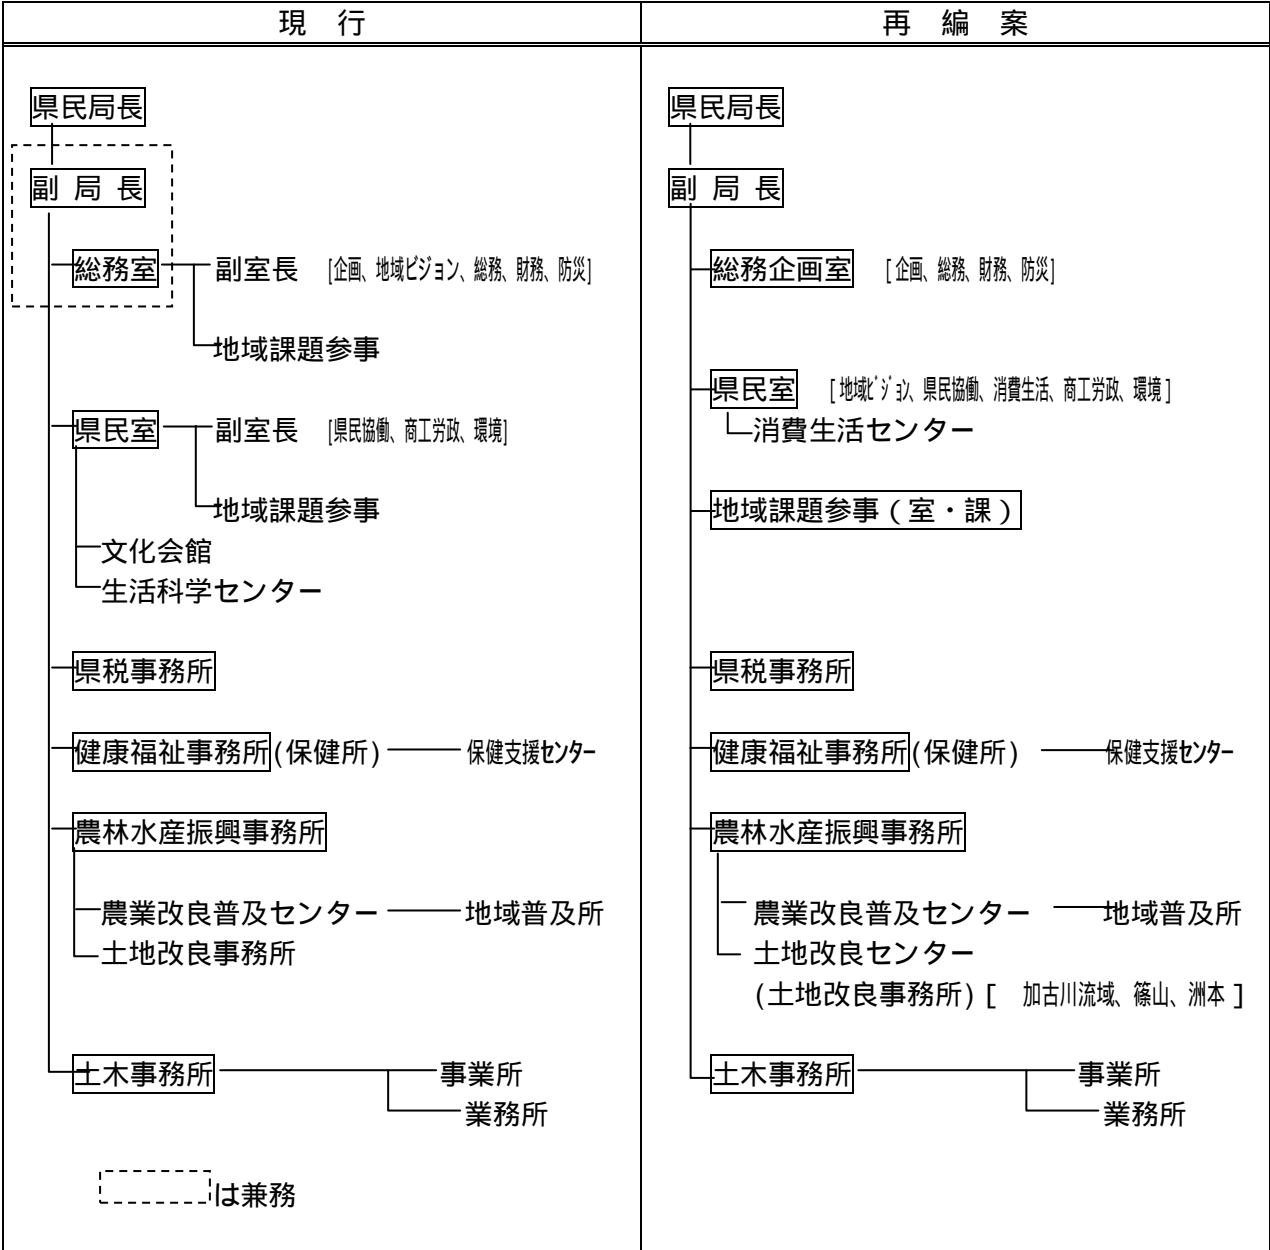 現　行
県民局長
副 局 長
総務室 副室長 [企画、地域ビジョン、総務、財務、防災]
地域課題参事
県民室 副室長 [県民協働、商工労政、環境]
地域課題参事
文化会館
生活科学センター
県税事務所
健康福祉事務所(保健所) 保健支援センター
農林水産振興事務所
農業改良普及センター 地域普及所
土地改良事務所
土木事務所 事業所
業務所
は兼務
再　編　案
県民局長
副 局 長
総務企画室 [企画、総務、財務、防災]
県民室 [地域ﾋﾞｼﾞｮﾝ、県民協働、消費生活、商工労政、環境]
消費生活センター
地域課題参事（室・課）
県税事務所
健康福祉事務所(保健所) 保健支援センター
農林水産振興事務所
農業改良普及センター 地域普及所
土地改良センター
(土地改良事務所)[ 加古川流域、篠山、洲本 ]
土木事務所 事業所
業務所